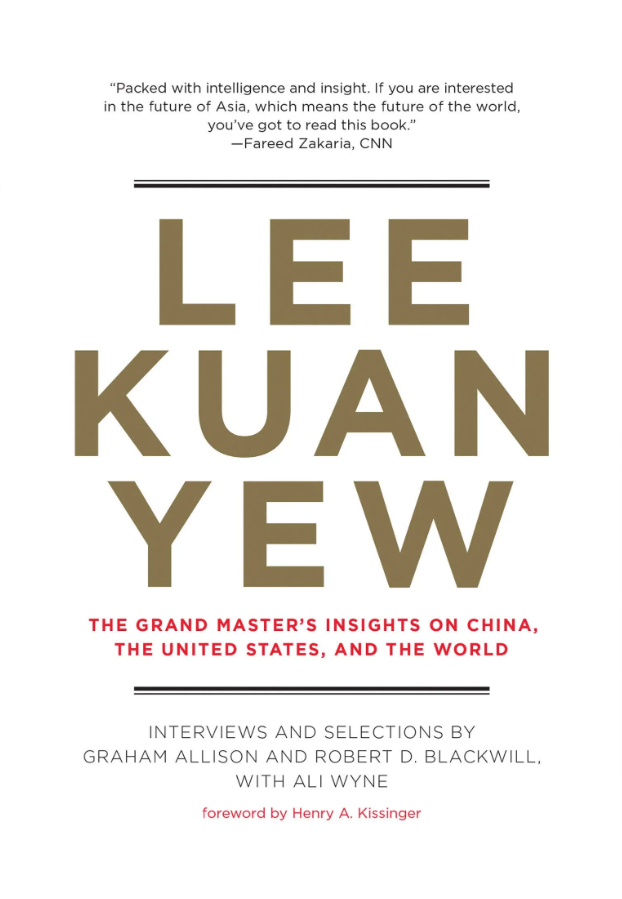 “Packed with intelligence and insight. If you are interested
in the future of Asia, which means the future of the world,
you’ve got to read this book.”
—Fareed Zakaria, CNN
LEE
KUAN
YEW
THE GRAND MASTER’S INSIGHTS ON CHINA,
THE UNITED STATES, AND THE WORLD
INTERVIEWS AND SELECTIONS BY
GRAHAM ALLISON AND ROBERT D. BLACKWILL,
WITH ALI WYNE
foreword by Henry A. Kissinger